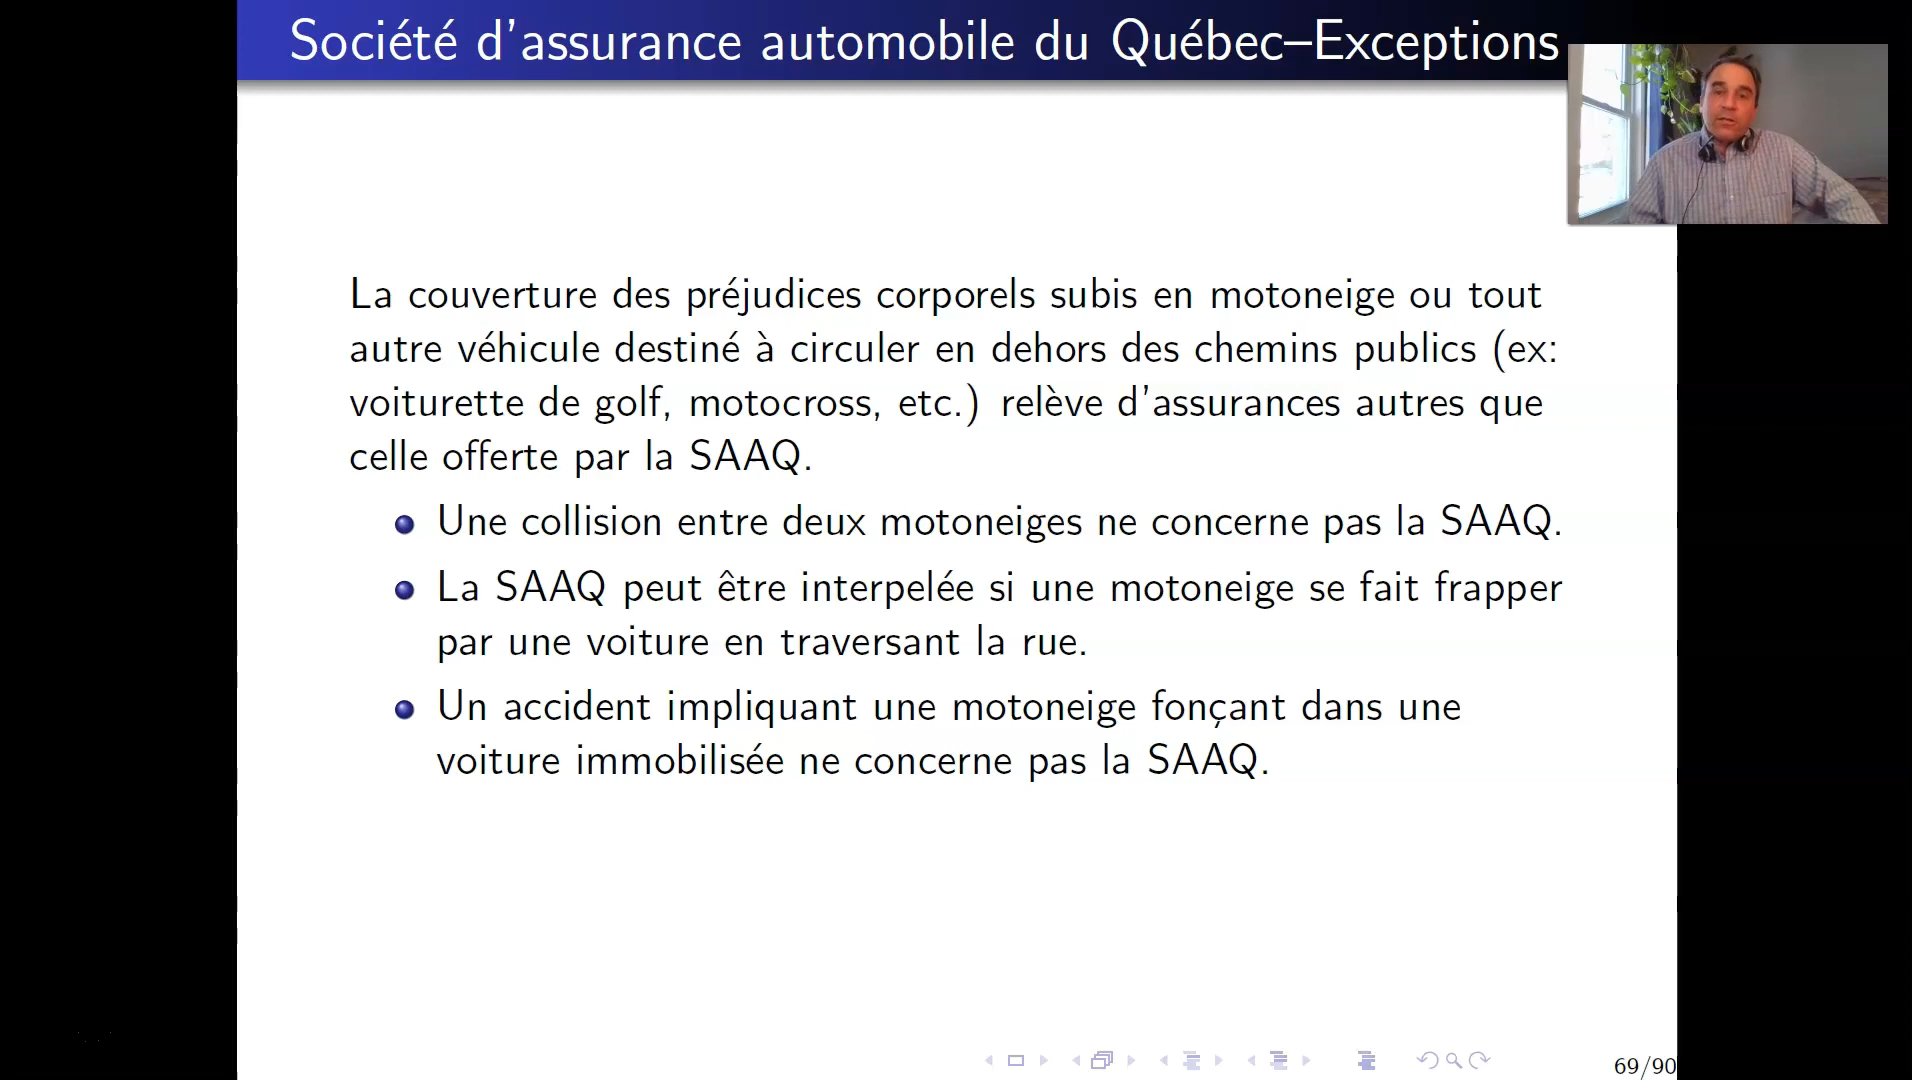 Société d'assurance automobile du Québec–Exceptions
La couverture des préjudices corporels subis en motoneige ou tout
autre véhicule destiné à circuler en dehors des chemins publics (ex:
voiturette de golf, motocross, etc.) relève d'assurances autres que
celle offerte par la SAAQ.
Une collision entre deux motoneiges ne concerne pas la SAAQ.
La SAAQ peut être interpelée si une motoneige se fait frapper
par une voiture en traversant la rue.
Un accident impliquant une motoneige fonçant dans une
voiture immobilisée ne concerne pas la SAAQ.
69/90